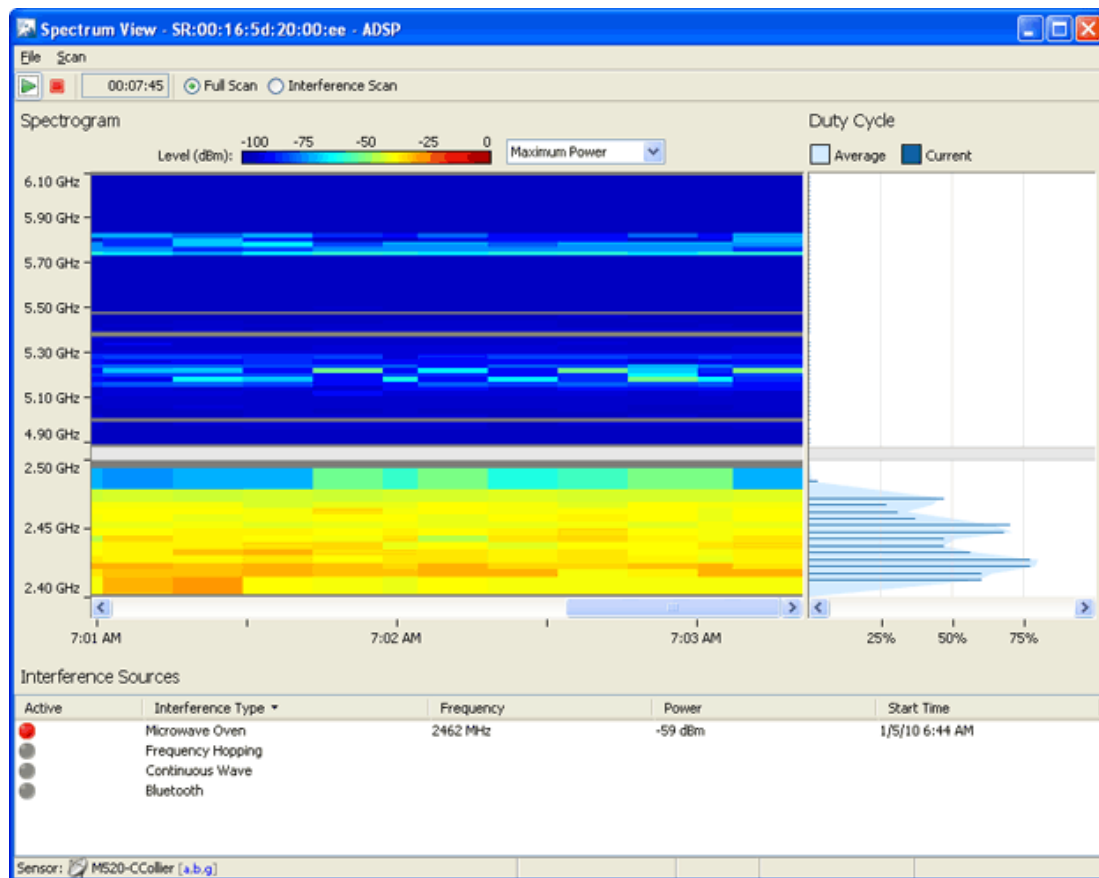 Spectrum View - SR:00:16:5d:20:00:ee - ADSP
File Scan
00:07:45 Full Scan Interference Scan
Spectrogram Duty Cycle
-100 -75 -50 -25 0
Level (dBm): Maximum Power Average Current
6.10 GHz
5.90 GHz
5.70 GHz
5.50 GHz
5.30 GHz
5.10 GHz
4.90 GHz
2.50 GHz
2.45 GHz
2.40 GHz
7:01 AM 7:02 AM 7:03 AM 25% 50% 75%
Interference Sources
Active Interference Type Frequency Power Start Time
Microwave Oven 2462 MHz -59 dBm 1/5/10 6:44 AM
Frequency Hopping
Continuous Wave
Bluetooth
Sensor: M520-CCollier [a,b,g]